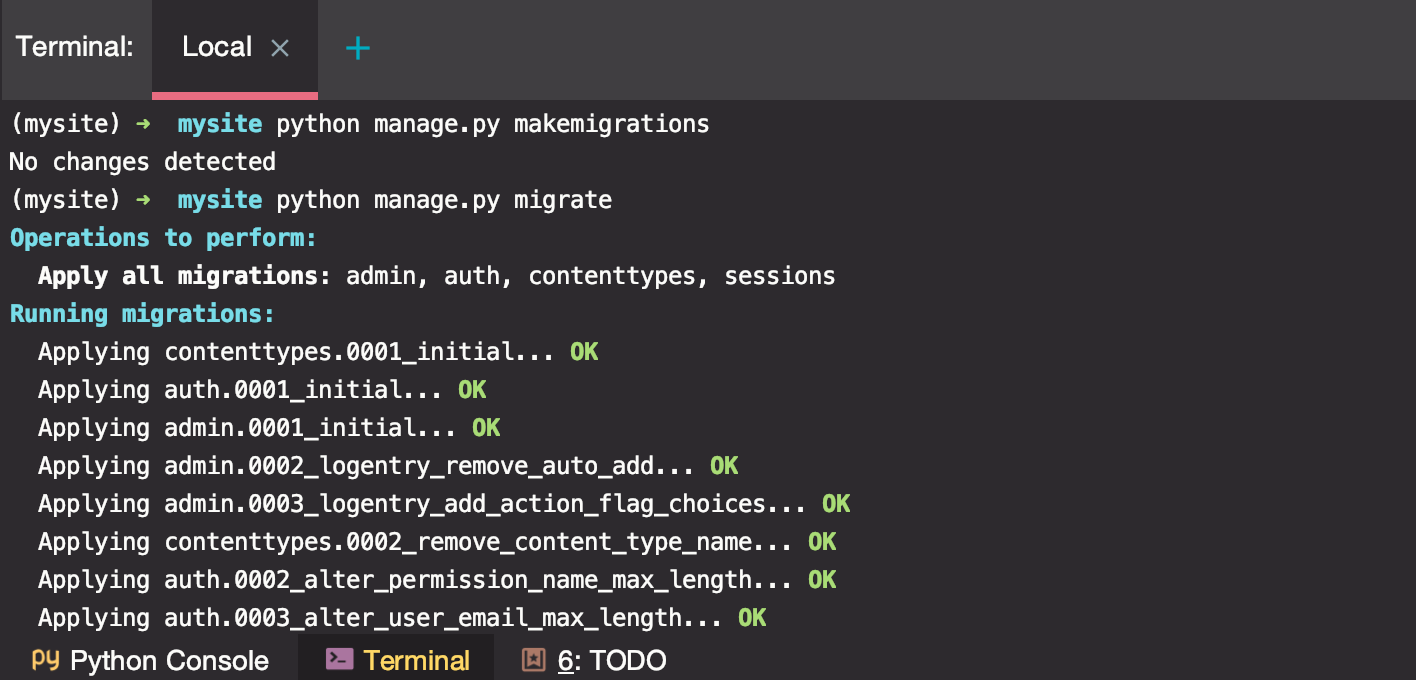 Terminal: Local × +
(mysite) ➜ mysite python manage.py makemigrations
No changes detected
(mysite) ➜ mysite python manage.py migrate
Operations to perform:
  Apply all migrations: admin, auth, contenttypes, sessions
Running migrations:
  Applying contenttypes.0001_initial... OK
  Applying auth.0001_initial... OK
  Applying admin.0001_initial... OK
  Applying admin.0002_logentry_remove_auto_add... OK
  Applying admin.0003_logentry_add_action_flag_choices... OK
  Applying contenttypes.0002_remove_content_type_name... OK
  Applying auth.0002_alter_permission_name_max_length... OK
  Applying auth.0003_alter_user_email_max_length... OK
PY Python Console Terminal 6: TODO